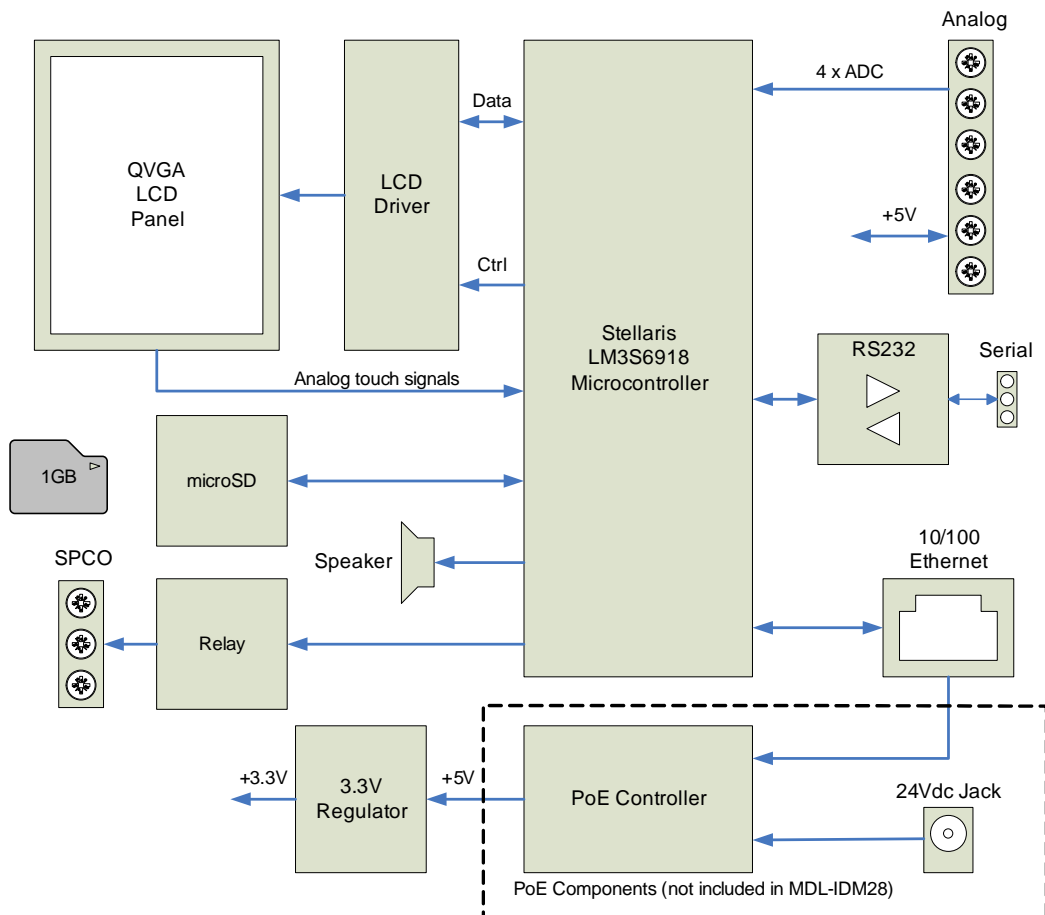 Analog
4 x ADC
Data
QVGA
LCD
Panel
LCD
Driver
+5V
Ctrl
Stellaris
LM3S6918
Microcontroller
RS232
Serial
Analog touch signals
1GB
microSD
10/100
Ethernet
SPCO
Speaker
Relay
+3.3V
3.3V
Regulator
+5V
PoE Controller
24Vdc Jack
PoE Components (not included in MDL-IDM28)